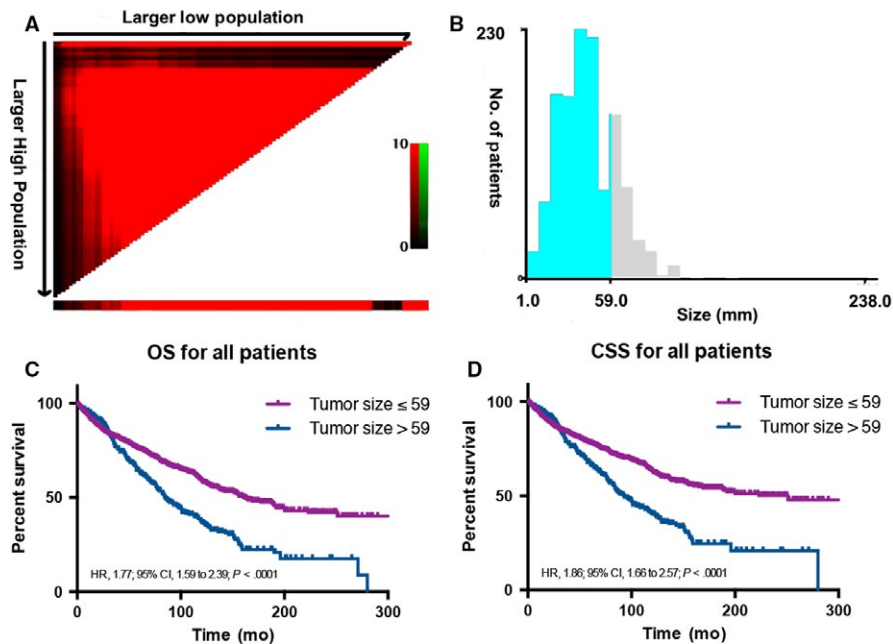 A
Larger low population
Larger High Population
10
0
B
230
No. of patients
0
1.0
59.0
238.0
Size (mm)
C
OS for all patients
Percent survival
100
50
0
Tumor size ≤ 59
Tumor size > 59
HR, 1.77; 95% CI, 1.59 to 2.39; P < .0001
0
100
200
300
Time (mo)
D
CSS for all patients
Percent survival
100
50
0
Tumor size ≤ 59
Tumor size > 59
HR, 1.86; 95% CI, 1.66 to 2.57; P < .0001
0
100
200
300
Time (mo)